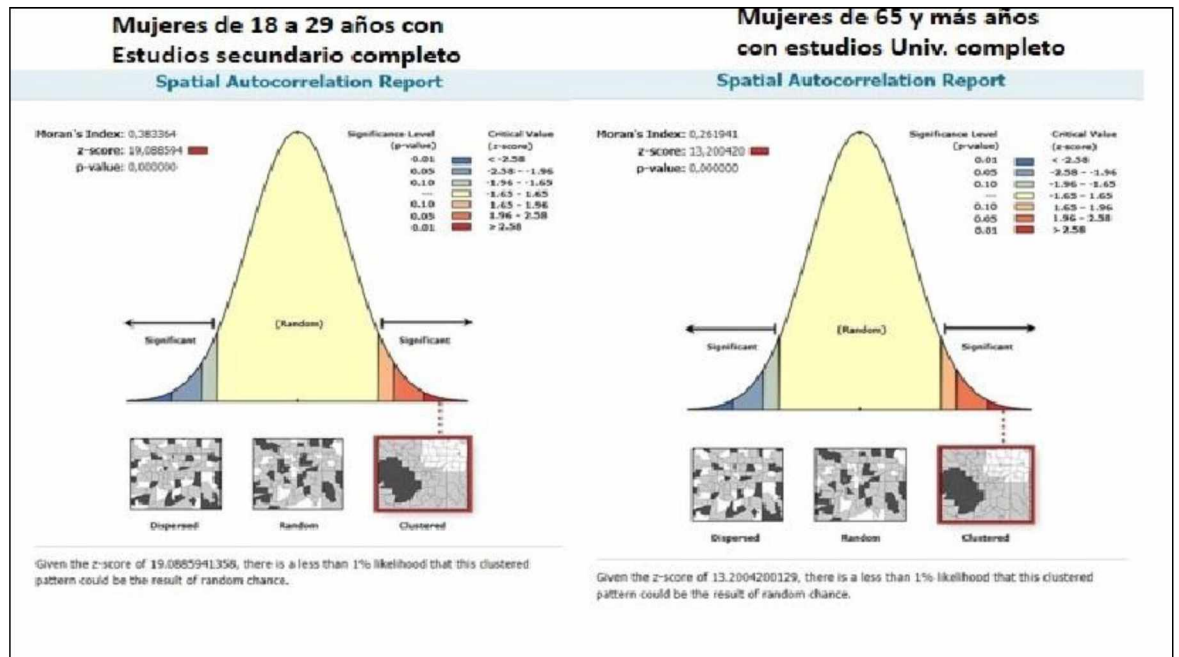 Mujeres de 18 a 29 años con
Estudios secundario completo
Spatial Autocorrelation Report
Moran's Index: 0,383364
z-score: 19,088594
p-value: 0,000000
Significance Level
(p-value)
Critical Value
(z-score)
0.01 < -2.58
0.05 -2.58 - -1.96
0.10 -1.96 - -1.65
--- -1.65 - 1.65
0.10 1.65 - 1.96
0.05 1.96 - 2.58
0.01 > 2.58
Significant
(Random)
Significant
Dispersed
Random
Clustered
Given the z-score of 19.0885941358, there is a less than 1% likelihood that this clustered
pattern could be the result of random chance.
Mujeres de 65 y más años
con estudios Univ. completo
Spatial Autocorrelation Report
Moran's Index: 0,261941
z-score: 13,200420
p-value: 0,000000
Significance Level
(p-value)
Critical Value
(z-score)
0.01 < -2.58
0.05 -2.58 - -1.96
0.10 -1.96 - -1.65
--- -1.65 - 1.65
0.10 1.65 - 1.96
0.05 1.96 - 2.58
0.01 > 2.58
Significant
(Random)
Significant
Dispersed
Random
Clustered
Given the z-score of 13.2004200129, there is a less than 1% likelihood that this clustered
pattern could be the result of random chance.